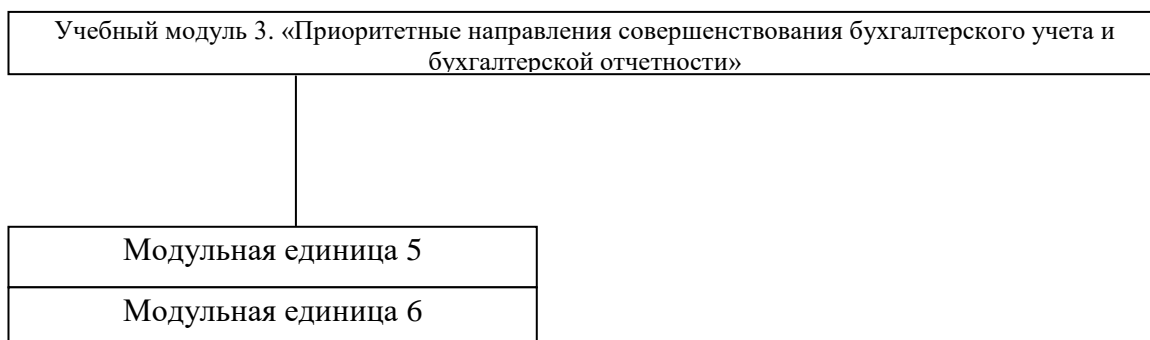 Учебный модуль 3. «Приоритетные направления совершенствования бухгалтерского учета и
бухгалтерской отчетности»
Модульная единица 5
Модульная единица 6